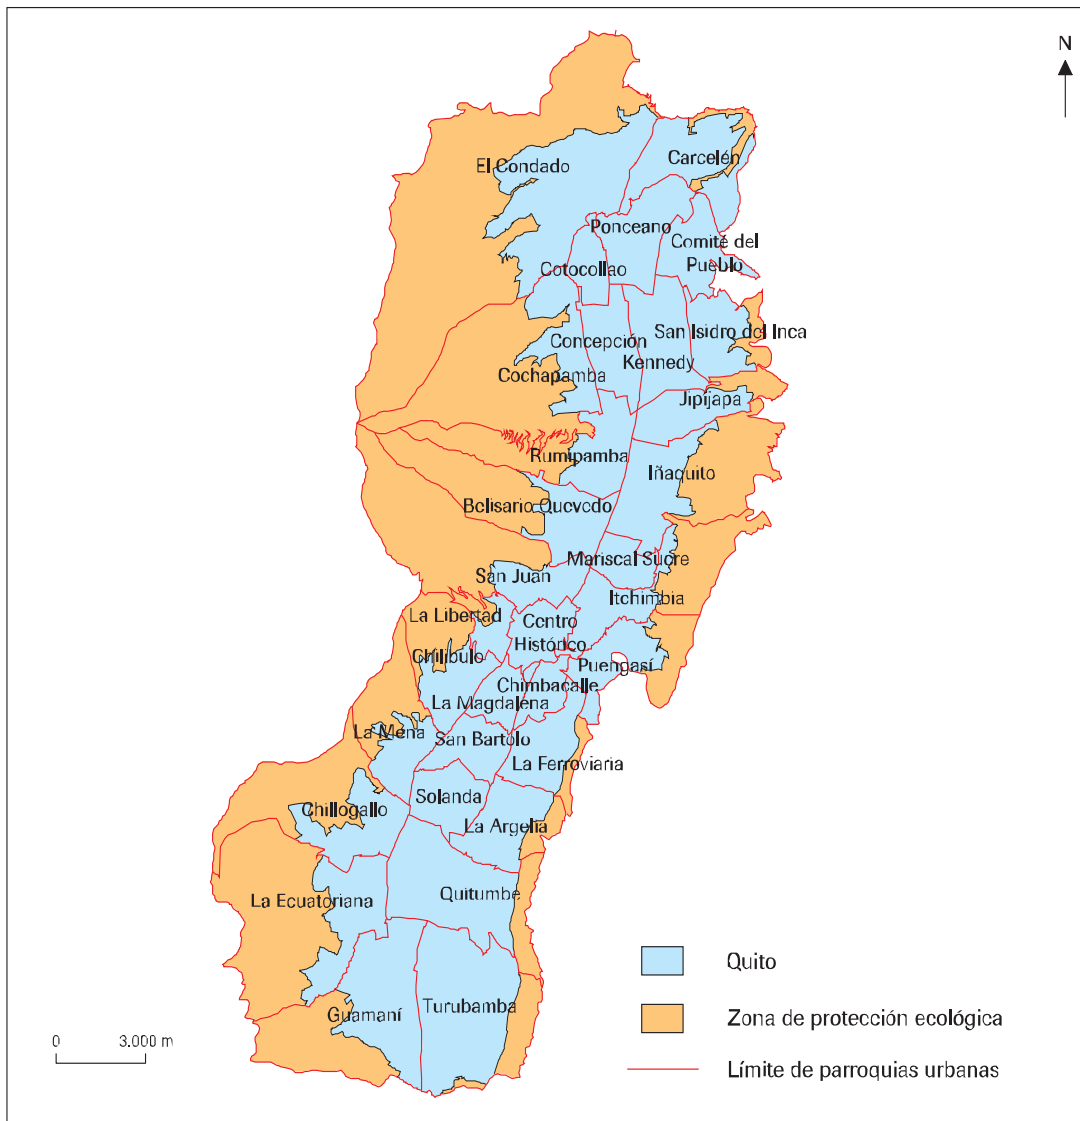 N
Carcelén
El Condado
Ponceano
Comité del
Pueblo
Cotocollao
San Isidro del Inca
Concepción
Kennedy
Cochapamba
Jipijapa
Rumipamba
Iñaquito
Belisario Quevedo
Mariscal Sucre
San Juan
Itchimbia
La Libertad
Centro
Histórico
Chilibulo
Puengasí
Chimbacalle
La Magdalena
La Mena
San Bartolo
La Ferroviaria
Solanda
Chillogallo
La Argelia
Quitumbe
La Ecuatoriana
Quito
Turubamba
Guamaní
Zona de protección ecológica
0 3.000 m
Límite de parroquias urbanas